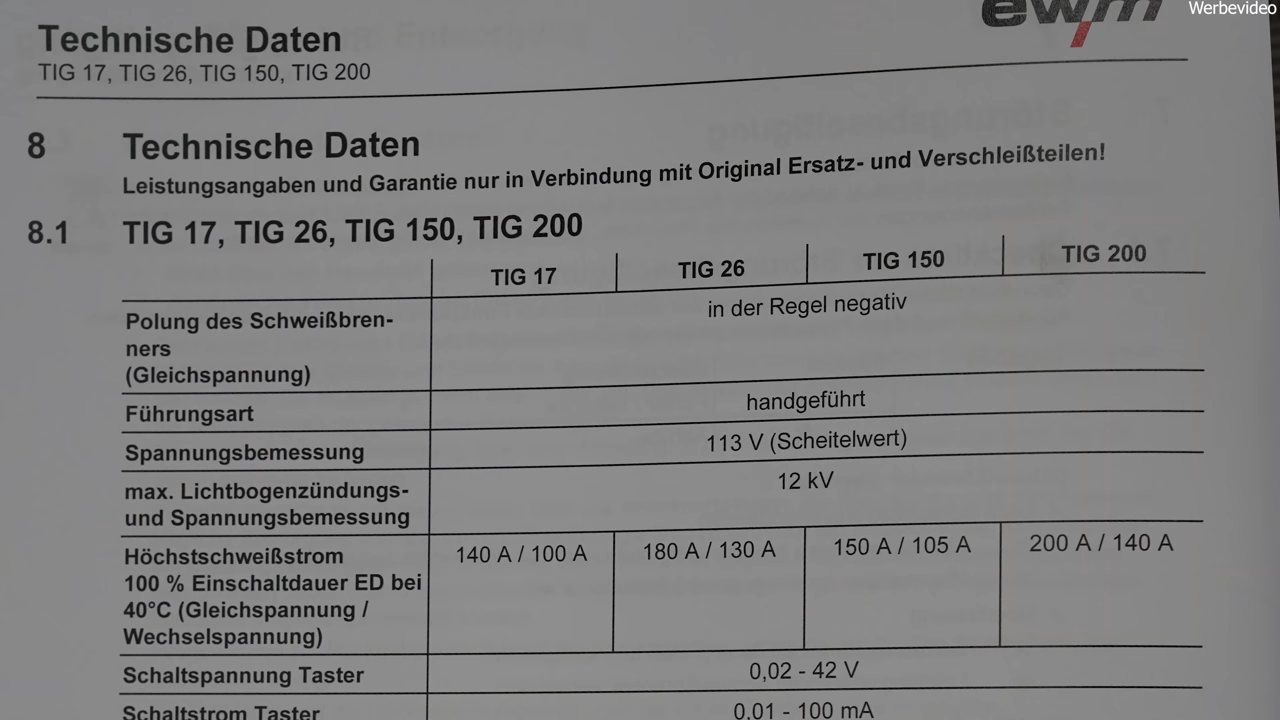 ewm
Werbevideo
Technische Daten
TIG 17, TIG 26, TIG 150, TIG 200
8 Technische Daten
Leistungsangaben und Garantie nur in Verbindung mit Original Ersatz- und Verschleißteilen!
8.1 TIG 17, TIG 26, TIG 150, TIG 200
TIG 17 TIG 26 TIG 150 TIG 200
Polung des Schweißbren- in der Regel negativ
ners
(Gleichspannung)
Führungsart handgeführt
Spannungsbemessung 113 V (Scheitelwert)
max. Lichtbogenzündungs- 12 kV
und Spannungsbemessung
Höchstschweißstrom 140 A / 100 A 180 A / 130 A 150 A / 105 A 200 A / 140 A
100 % Einschaltdauer ED bei
40°C (Gleichspannung /
Wechselspannung)
Schaltspannung Taster 0,02 - 42 V
Schaltstrom Taster 0,01 - 100 mA